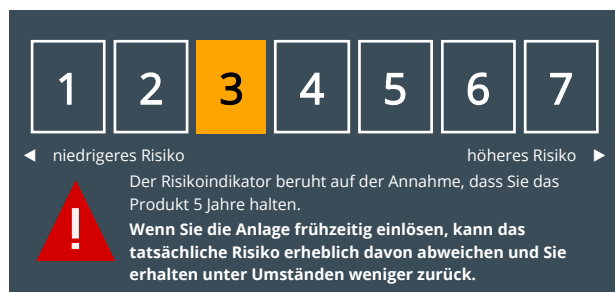 1 2 3 4 5 6 7
niedrigeres Risiko höheres Risiko
!
Der Risikoindikator beruht auf der Annahme, dass Sie das
Produkt 5 Jahre halten.
Wenn Sie die Anlage frühzeitig einlösen, kann das
tatsächliche Risiko erheblich davon abweichen und Sie
erhalten unter Umständen weniger zurück.